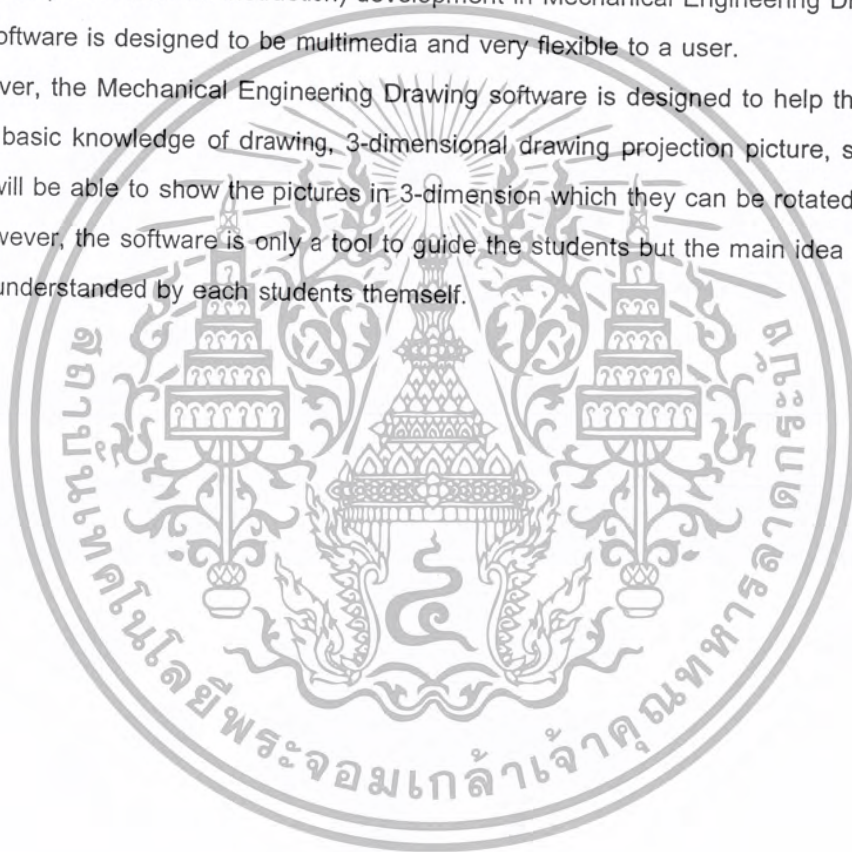 development in Mechanical Engineering
oftware is designed to be multimedia and very flexible to a user.
ver, the Mechanical Engineering Drawing software is designed to help th
basic knowledge of drawing, 3-dimensional drawing projection picture, s
will be able to show the pictures in 3-dimension which they can be rotated
wever, the software is only a tool to guide the students but the main idea
understanded by each students themself.
สถาบันเทคโนโลยีพระจอมเกล้าเจ้าคุณทหารลาดกระบัง
๔